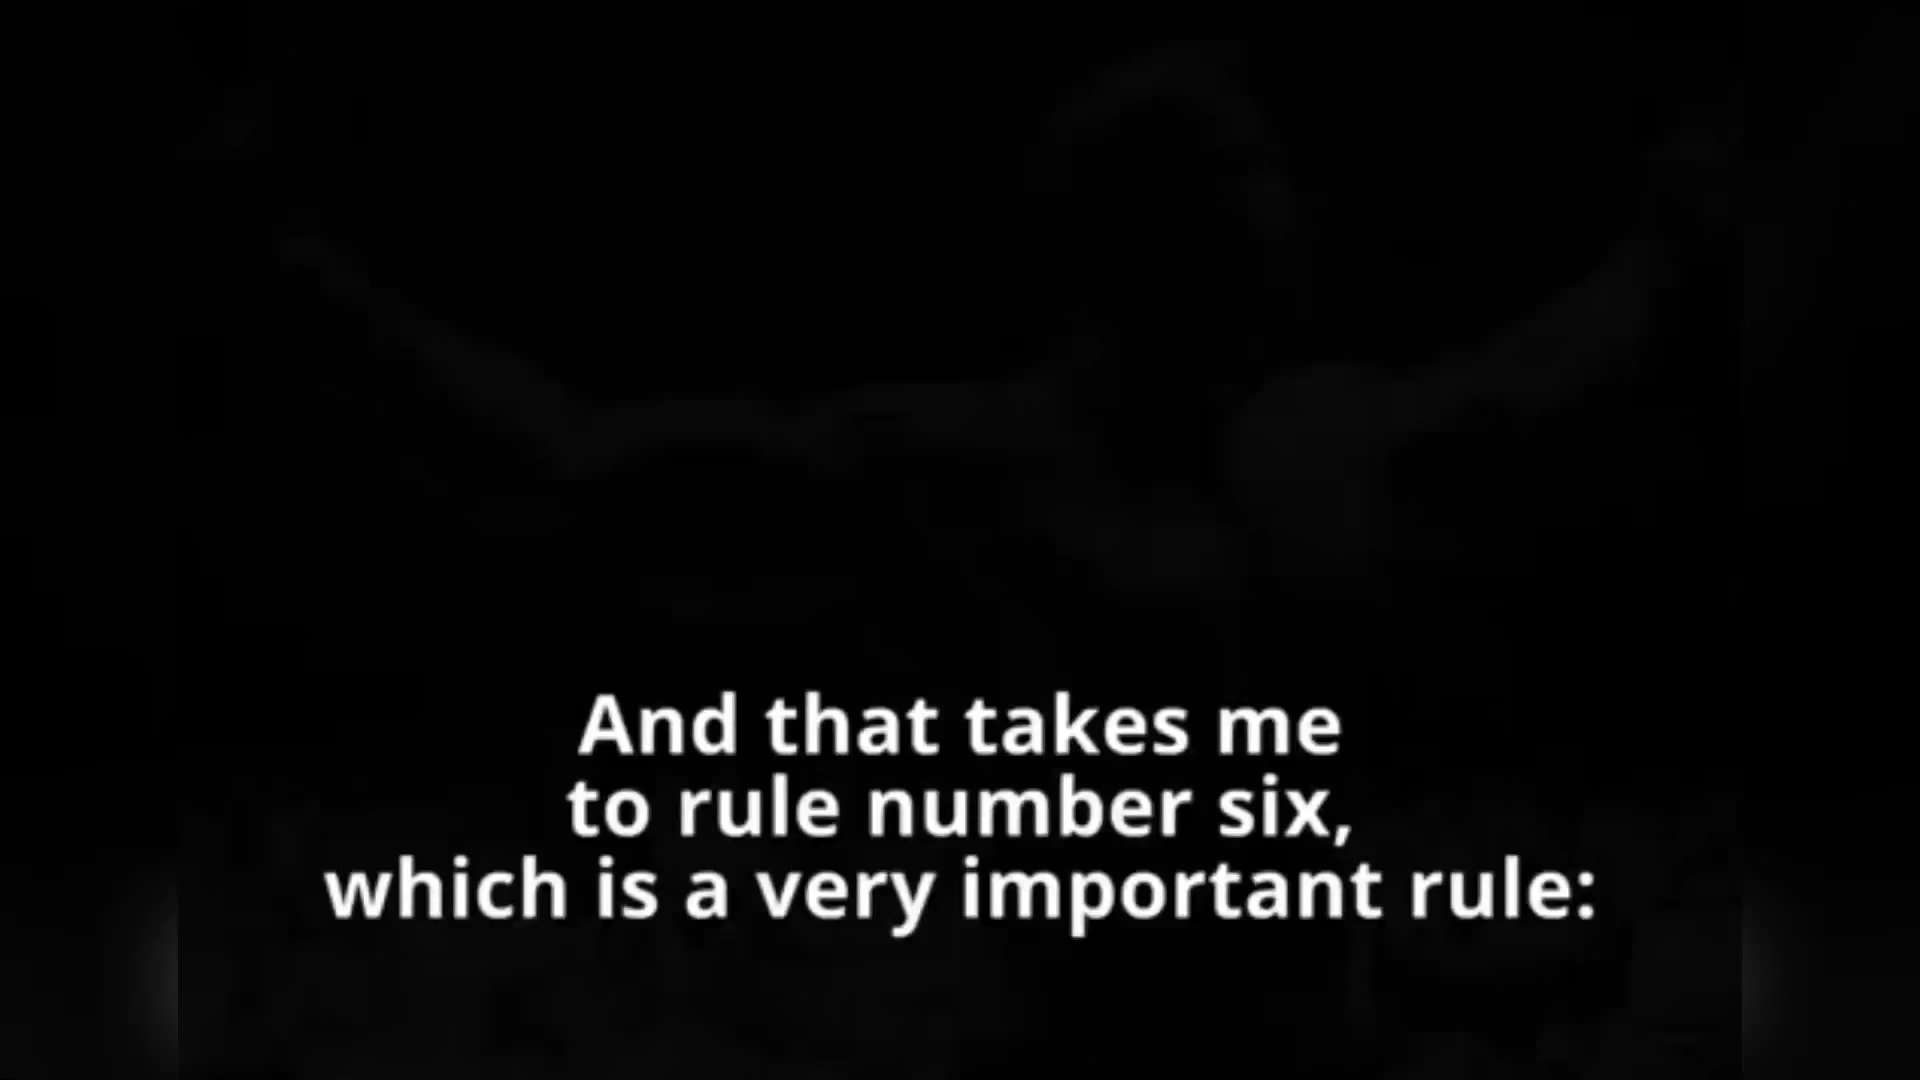 And that takes me
to rule number six,
which is a very important rule: